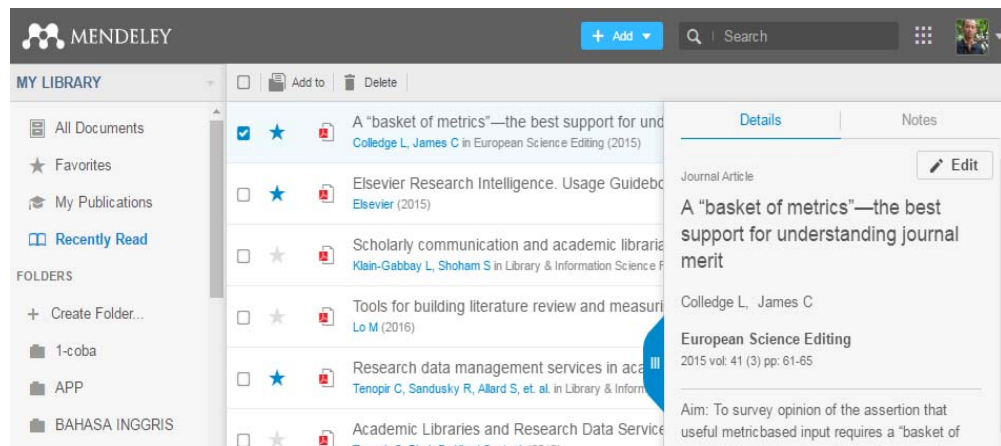 MENDELEY
+ Add
Search
MY LIBRARY
Add to
Delete
All Documents
Favorites
My Publications
Recently Read
FOLDERS
+ Create Folder...
1-coba
APP
BAHASA INGGRIS
A “basket of metrics”—the best support for und
Colledge L, James C in European Science Editing (2015)
Elsevier Research Intelligence. Usage Guidebo
Elsevier (2015)
Scholarly communication and academic libraria
Klain-Gabbay L, Shoham S in Library & Information Science
Tools for building literature review and measuri
Lo M (2016)
Research data management services in aca
Tenopir C, Sandusky R, Allard S, et. al. in Library & Inform
Academic Libraries and Research Data Service
Details
Notes
Journal Article
Edit
A “basket of metrics”—the best
support for understanding journal
merit
Colledge L, James C
European Science Editing
2015 vol: 41 (3) pp: 61-65
Aim: To survey opinion of the assertion that
useful metricbased input requires a “basket of